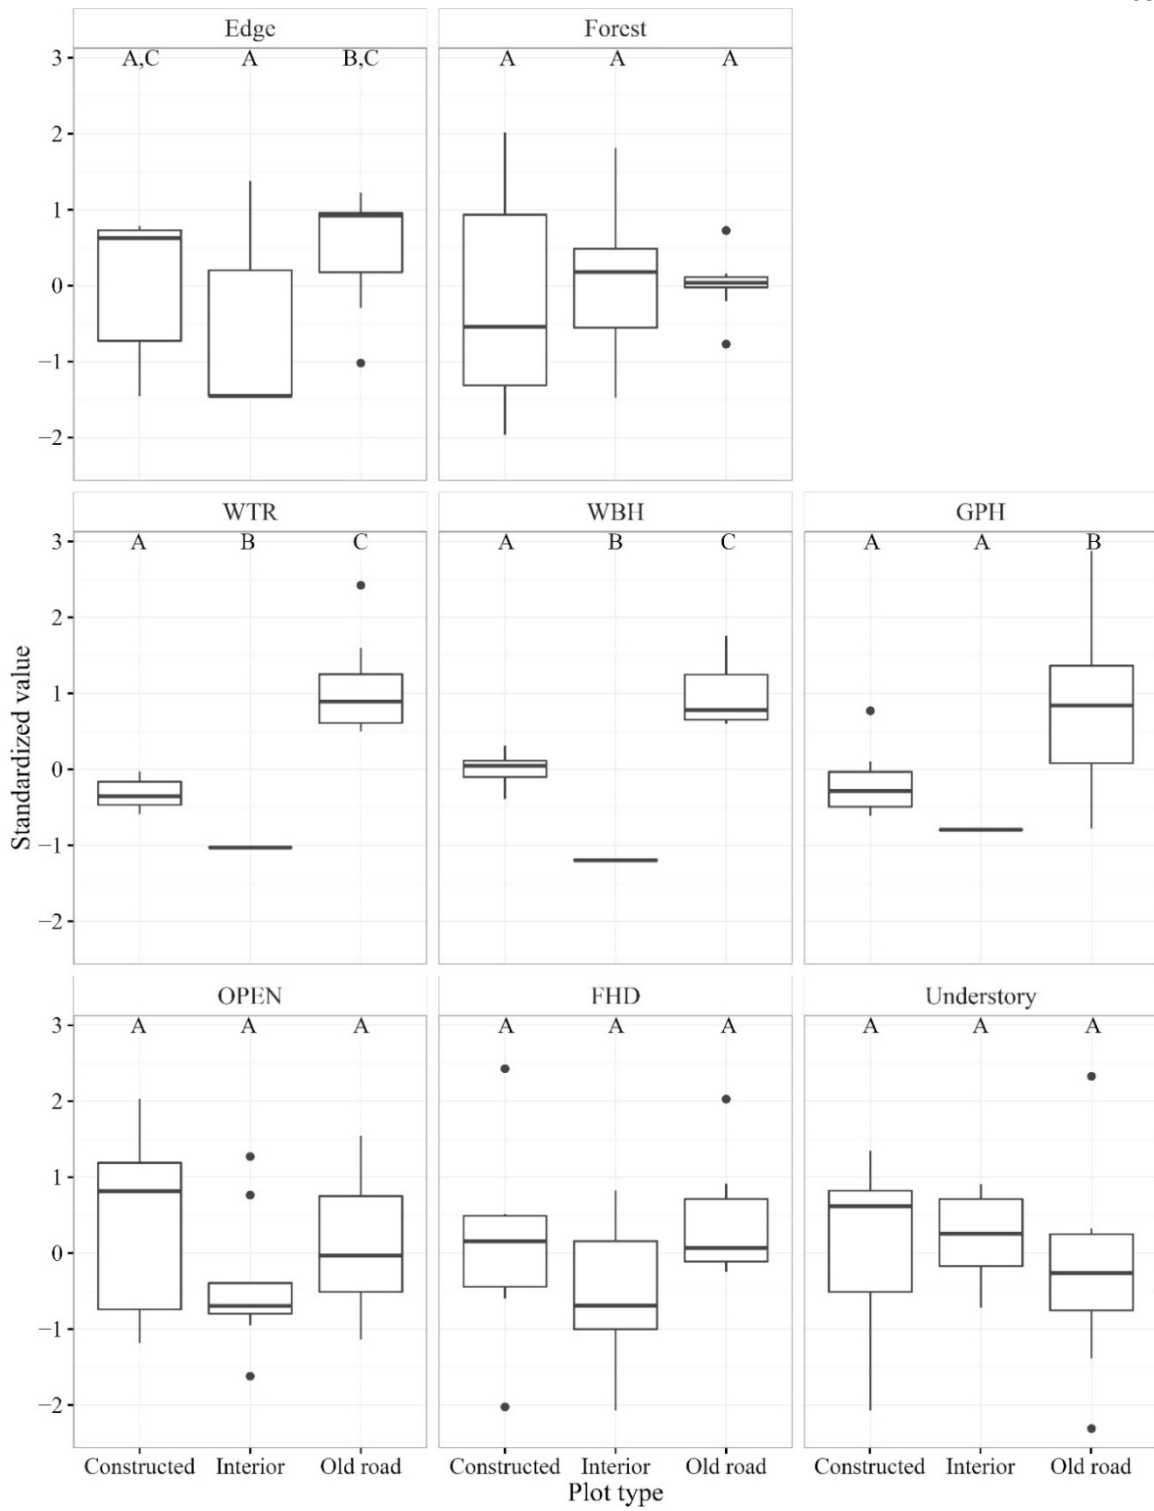 Edge Forest
A,C A B,C A A A
3
2
1
0
−1
−2
WTR WBH GPH
A B C A B C A A B
3
2
1
0
−1
−2
Standardized value
OPEN FHD Understory
A A A A A A A A A
3
2
1
0
−1
−2
Constructed Interior Old road Constructed Interior Old road Constructed Interior Old road
Plot type